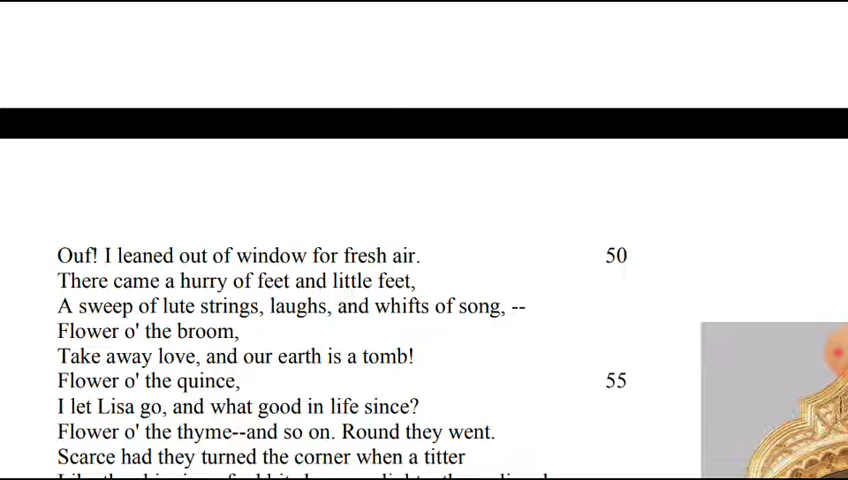 Ouf! I leaned out of window for fresh air. 50
There came a hurry of feet and little feet,
A sweep of lute strings, laughs, and whifts of song, --
Flower o' the broom,
Take away love, and our earth is a tomb!
Flower o' the quince, 55
I let Lisa go, and what good in life since?
Flower o' the thyme--and so on. Round they went.
Scarce had they turned the corner when a titter